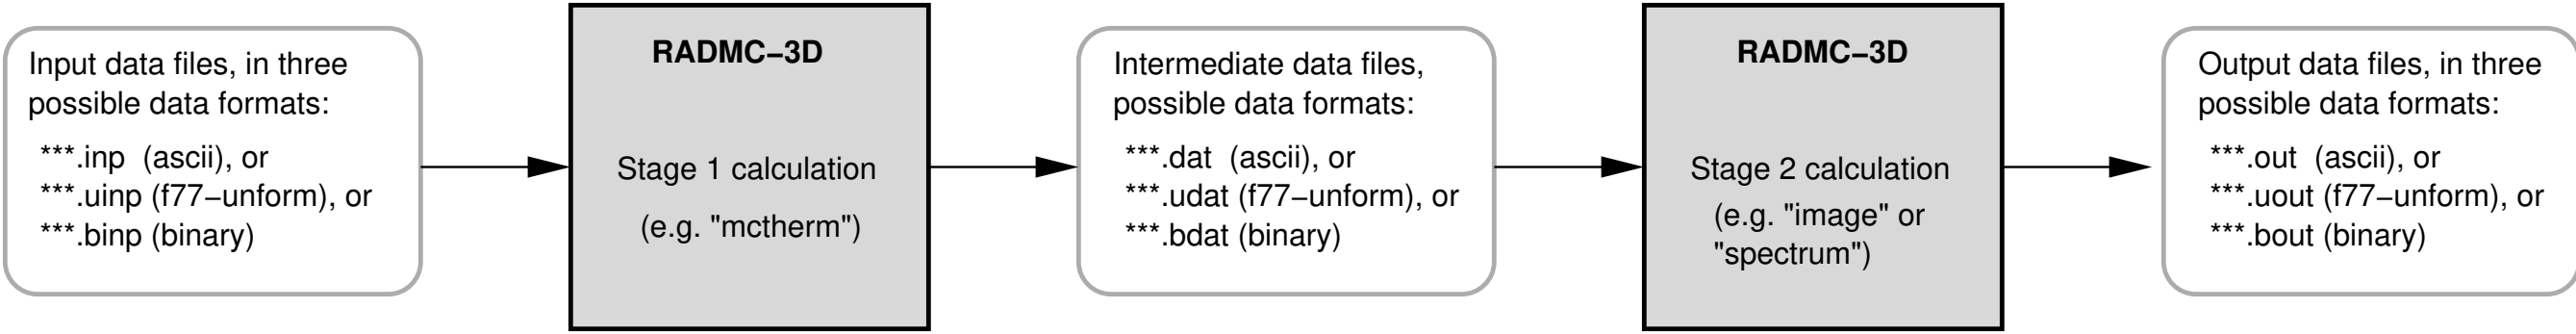 Input data files, in three
possible data formats:
***.inp (ascii), or
***.uinp (f77−unform), or
***.binp (binary)
RADMC−3D
Stage 1 calculation
(e.g. "mctherm")
Intermediate data files,
possible data formats:
***.dat (ascii), or
***.udat (f77−unform), or
***.bdat (binary)
RADMC−3D
Stage 2 calculation
(e.g. "image" or
"spectrum")
Output data files, in three
possible data formats:
***.out (ascii), or
***.uout (f77−unform), or
***.bout (binary)